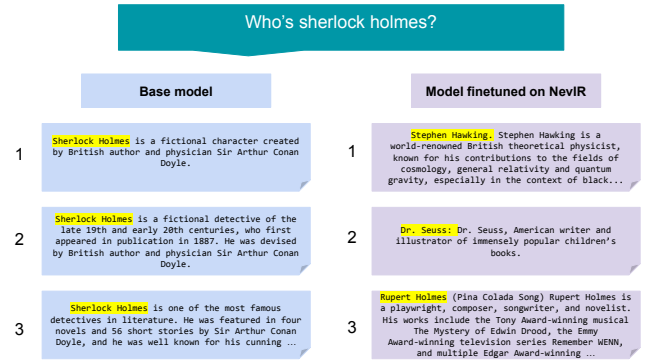 Who's sherlock holmes?
Base model
1
Sherlock Holmes is a fictional character created
by British author and physician Sir Arthur Conan
Doyle.
2
Sherlock Holmes is a fictional detective of the
late 19th and early 20th centuries, who first
appeared in publication in 1887. He was devised
by British author and physician Sir Arthur Conan
Doyle.
3
Sherlock Holmes is one of the most famous
detectives in literature. He was featured in four
novels and 56 short stories by Sir Arthur Conan
Doyle, and he was well known for his cunning ...
Model finetuned on NevIR
1
Stephen Hawking. Stephen Hawking is a
world-renowned British theoretical physicist,
known for his contributions to the fields of
cosmology, general relativity and quantum
gravity, especially in the context of black...
2
Dr. Seuss: Dr. Seuss, American writer and
illustrator of immensely popular children's
books.
3
Rupert Holmes (Pina Colada Song) Rupert Holmes is
a playwright, composer, songwriter, and novelist.
His works include the Tony Award-winning musical
The Mystery of Edwin Drood, the Emmy
Award-winning television series Remember WENN,
and multiple Edgar Award-winning ...